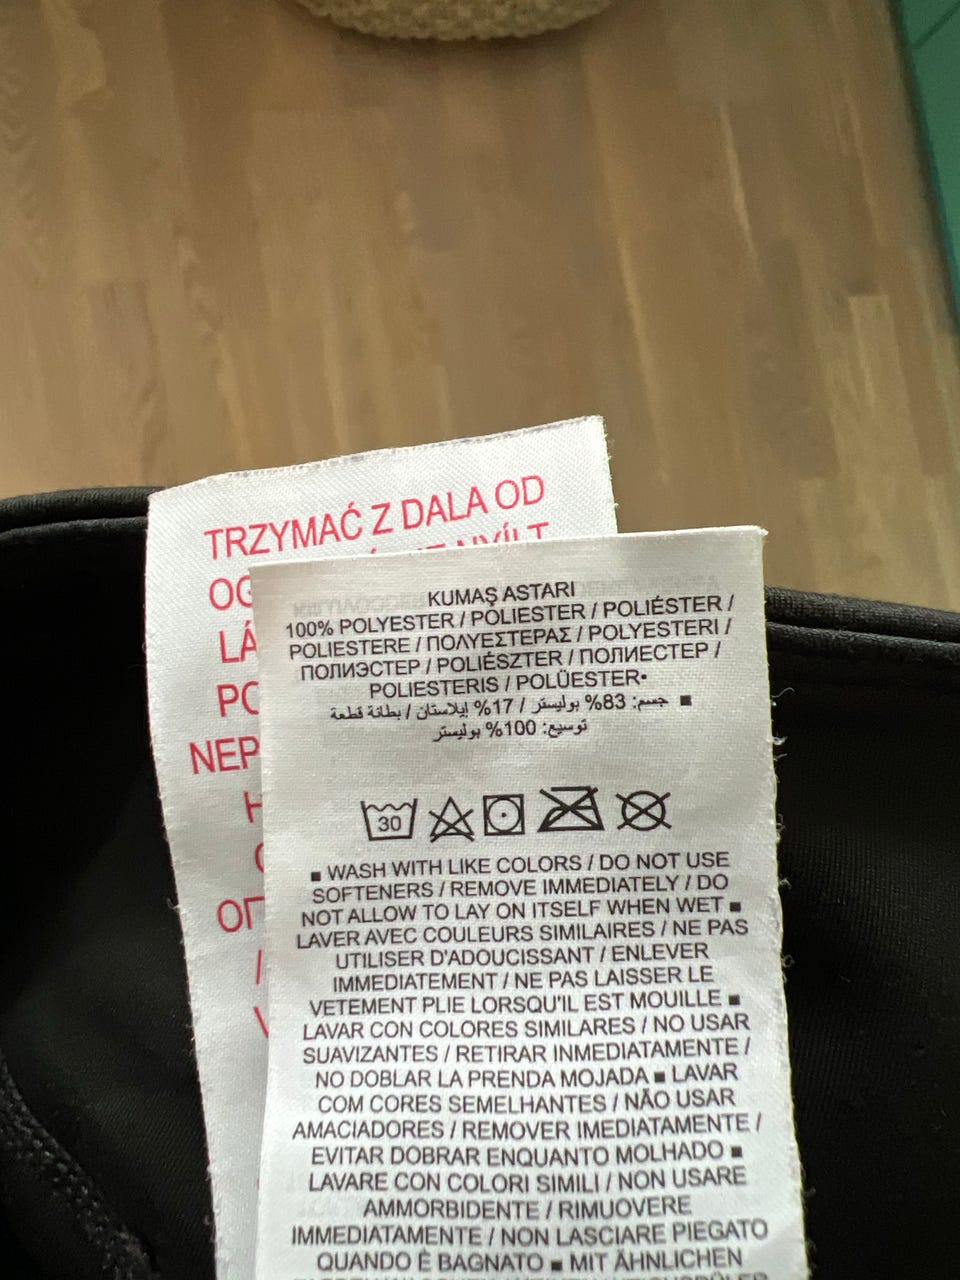 TRZYMAĆ Z DALA OD
KUMAŞ ASTARI
100% POLYESTER / POLIESTER / POLIÉSTER /
POLIESTERE / ΠΟΛΥΕΣΤΕΡΑΣ / POLYESTERI /
ПОЛИЭСТЕР / POLIÉSZTER / ПОЛИЕСТЕР /
POLIESTERIS / POLÜESTER•
■ جسم: 83% بوليستر / 17% إيلاستان / بطانة قطعة
توسيع: 100% بوليستر
30
■ WASH WITH LIKE COLORS / DO NOT USE
SOFTENERS / REMOVE IMMEDIATELY / DO
NOT ALLOW TO LAY ON ITSELF WHEN WET ■
LAVER AVEC COULEURS SIMILAIRES / NE PAS
UTILISER D'ADOUCISSANT / ENLEVER
IMMEDIATEMENT / NE PAS LAISSER LE
VETEMENT PLIE LORSQU'IL EST MOUILLE ■
LAVAR CON COLORES SIMILARES / NO USAR
SUAVIZANTES / RETIRAR INMEDIATAMENTE /
NO DOBLAR LA PRENDA MOJADA ■ LAVAR
COM CORES SEMELHANTES / NÃO USAR
AMACIADORES / REMOVER IMEDIATAMENTE /
EVITAR DOBRAR ENQUANTO MOLHADO ■
LAVARE CON COLORI SIMILI / NON USARE
AMMORBIDENTE / RIMUOVERE
IMMEDIATAMENTE / NON LASCIARE PIEGATO
QUANDO È BAGNATO ■ MIT ÄHNLICHEN